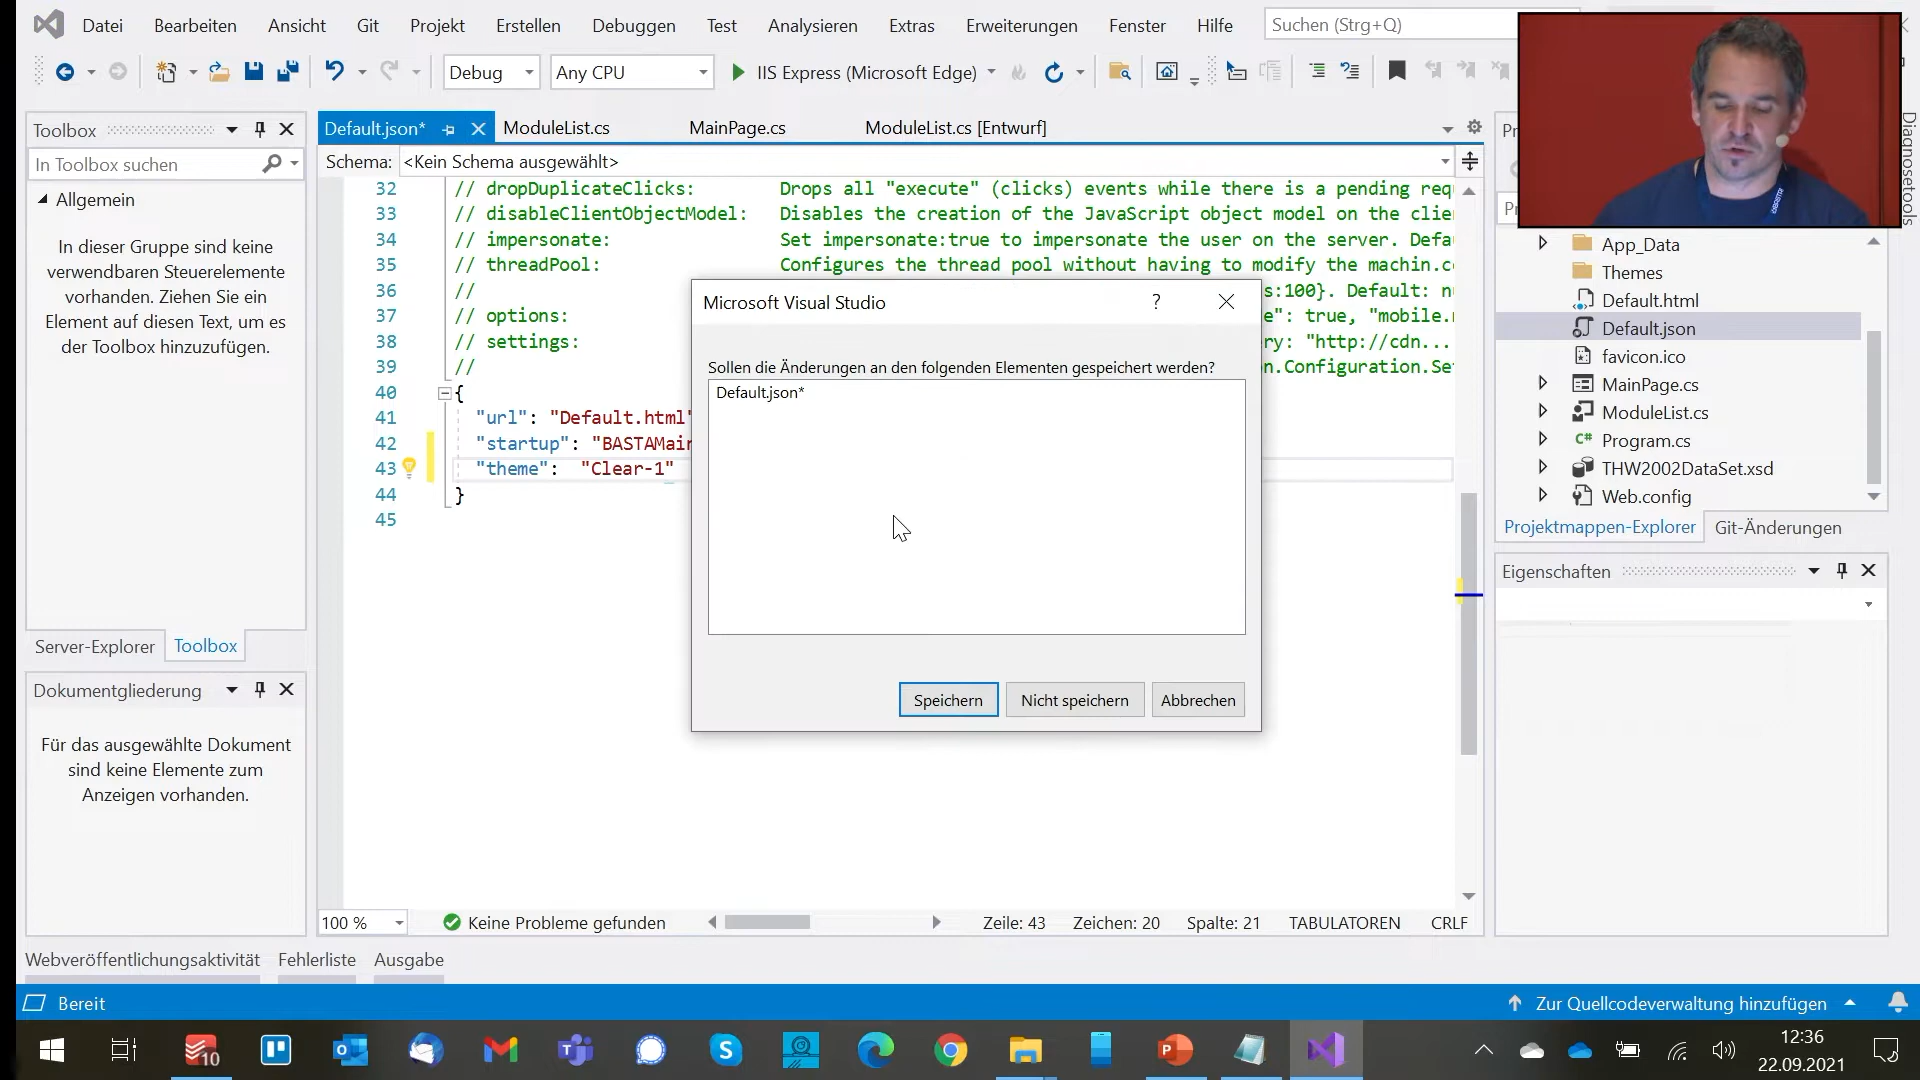 Datei Bearbeiten Ansicht Git Projekt Erstellen Debuggen Test Analysieren Extras Erweiterungen Fenster Hilfe Suchen (Strg+Q)
Debug Any CPU IIS Express (Microsoft Edge)
Toolbox
In Toolbox suchen
Allgemein
In dieser Gruppe sind keine
verwendbaren Steuerelemente
vorhanden. Ziehen Sie ein
Element auf diesen Text, um es
der Toolbox hinzuzufügen.
Server-Explorer Toolbox
Dokumentgliederung
Für das ausgewählte Dokument
sind keine Elemente zum
Anzeigen vorhanden.
Default.json* ModuleList.cs MainPage.cs ModuleList.cs [Entwurf]
Schema: <Kein Schema ausgewählt>
32 // dropDuplicateClicks: Drops all "execute" (clicks) events while there is a pending
33 // disableClientObjectModel: Disables the creation of the JavaScript object model on the
34 // impersonate: Set impersonate:true to impersonate the user on the server.
35 // threadPool: Configures the thread pool without having to modify the
36 // s:100}. Default:
37 // options: e": true,
38 // settings: ry: "http://cdn...
39 //
40 {
41 "url": "Default.html"
42 "startup": "BASTAMain
43 "theme": "Clear-1"
44 }
45
Microsoft Visual Studio ?
Sollen die Änderungen an den folgenden Elementen gespeichert werden?
Default.json*
Speichern Nicht speichern Abbrechen
100 % Keine Probleme gefunden Zeile: 43 Zeichen: 20 Spalte: 21 TABULATOREN CRLF
Diagnosetools
App_Data
Themes
Default.html
Default.json
favicon.ico
MainPage.cs
ModuleList.cs
C# Program.cs
THW2002DataSet.xsd
Web.config
Projektmappen-Explorer Git-Änderungen
Eigenschaften
Webveröffentlichungsaktivität Fehlerliste Ausgabe
Bereit Zur Quellcodeverwaltung hinzufügen
10
12:36
22.09.2021